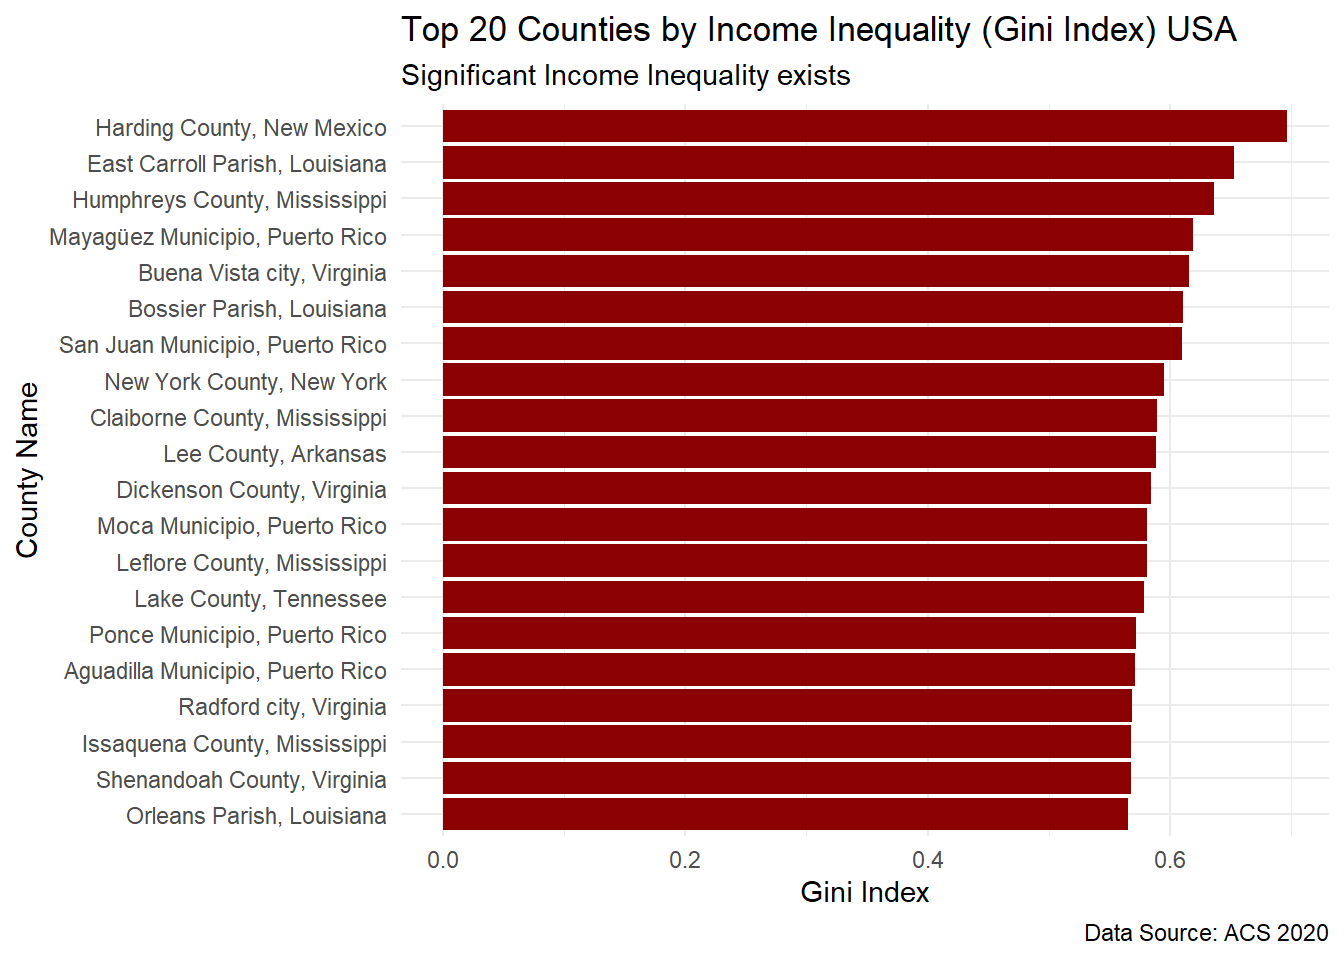 Top 20 Counties by Income Inequality (Gini Index) USA
Significant Income Inequality exists
County Name
Harding County, New Mexico
East Carroll Parish, Louisiana
Humphreys County, Mississippi
Mayagüez Municipio, Puerto Rico
Buena Vista city, Virginia
Bossier Parish, Louisiana
San Juan Municipio, Puerto Rico
New York County, New York
Claiborne County, Mississippi
Lee County, Arkansas
Dickenson County, Virginia
Moca Municipio, Puerto Rico
Leflore County, Mississippi
Lake County, Tennessee
Ponce Municipio, Puerto Rico
Aguadilla Municipio, Puerto Rico
Radford city, Virginia
Issaquena County, Mississippi
Shenandoah County, Virginia
Orleans Parish, Louisiana
0.0 0.2 0.4 0.6
Gini Index
Data Source: ACS 2020